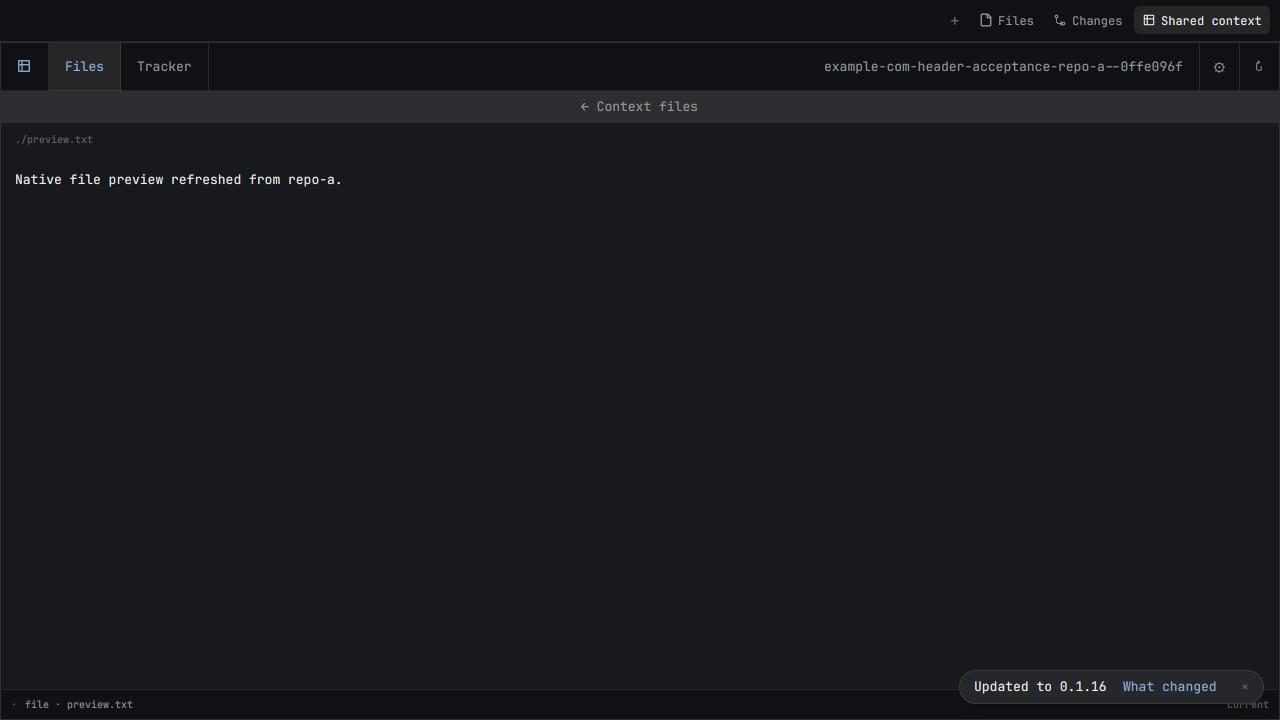 + Files Changes Shared context
Files Tracker example-com-header-acceptance-repo-a--0ffe096f
← Context files
./preview.txt
Native file preview refreshed from repo-a.
Updated to 0.1.16 What changed ×
· file · preview.txt current